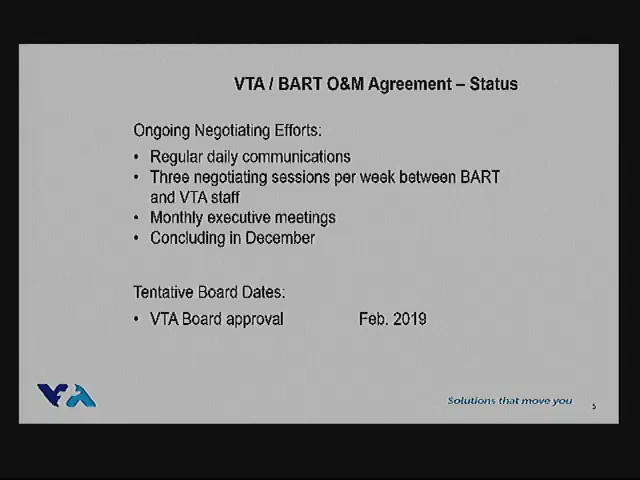 VTA / BART O&M Agreement – Status
Ongoing Negotiating Efforts:
• Regular daily communications
• Three negotiating sessions per week between BART
and VTA staff
• Monthly executive meetings
• Concluding in December
Tentative Board Dates:
• VTA Board approval Feb. 2019
VTA
Solutions that move you
5